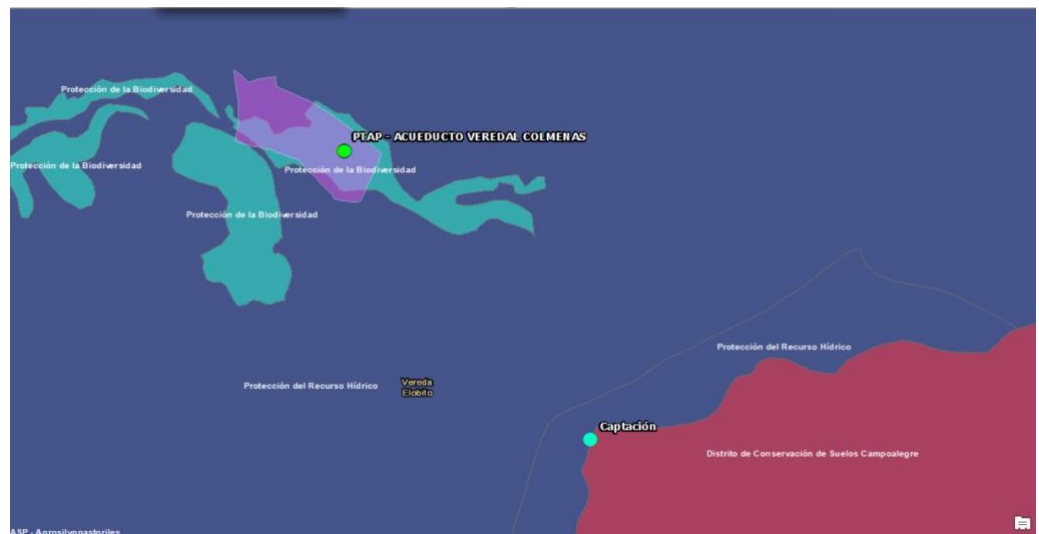 Protección de la Biodiversidad
PTAP - ACUEDUCTO VEREDAL COLMENAS
Protección de la Biodiversidad
Protección de la Biodiversidad
Protección de la Biodiversidad
Protección del Recurso Hídrico
Protección del Recurso Hídrico
Vereda
Elobito
Captación
Distrito de Conservación de Suelos Campoalegre
ASP - Agrosilvopastoriles